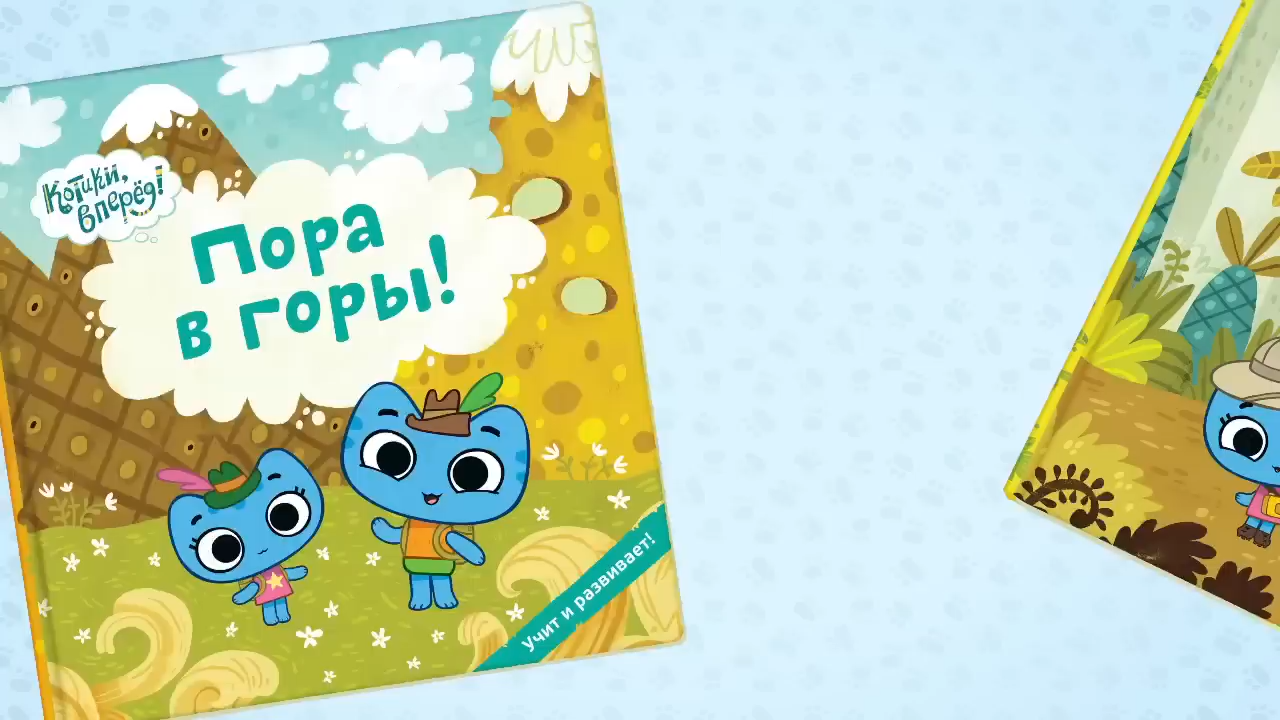 Котики,
вперёд!
Пора
в горы!
Учит и развивает!